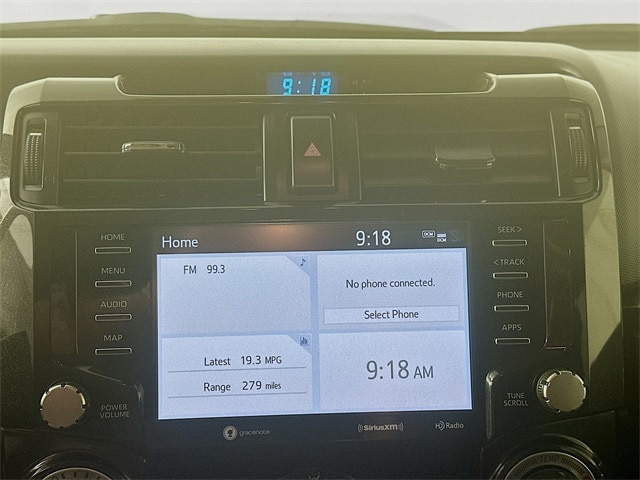 9:18
HOME
MENU
AUDIO
MAP
POWER
VOLUME
Home 9:18 DCM
DCM
FM 99.3
No phone connected.
Select Phone
Latest 19.3 MPG
Range 279 miles
9:18 AM
SEEK >
< TRACK
PHONE
APPS
TUNE
SCROLL
gracenote
SiriusXM
HD Radio